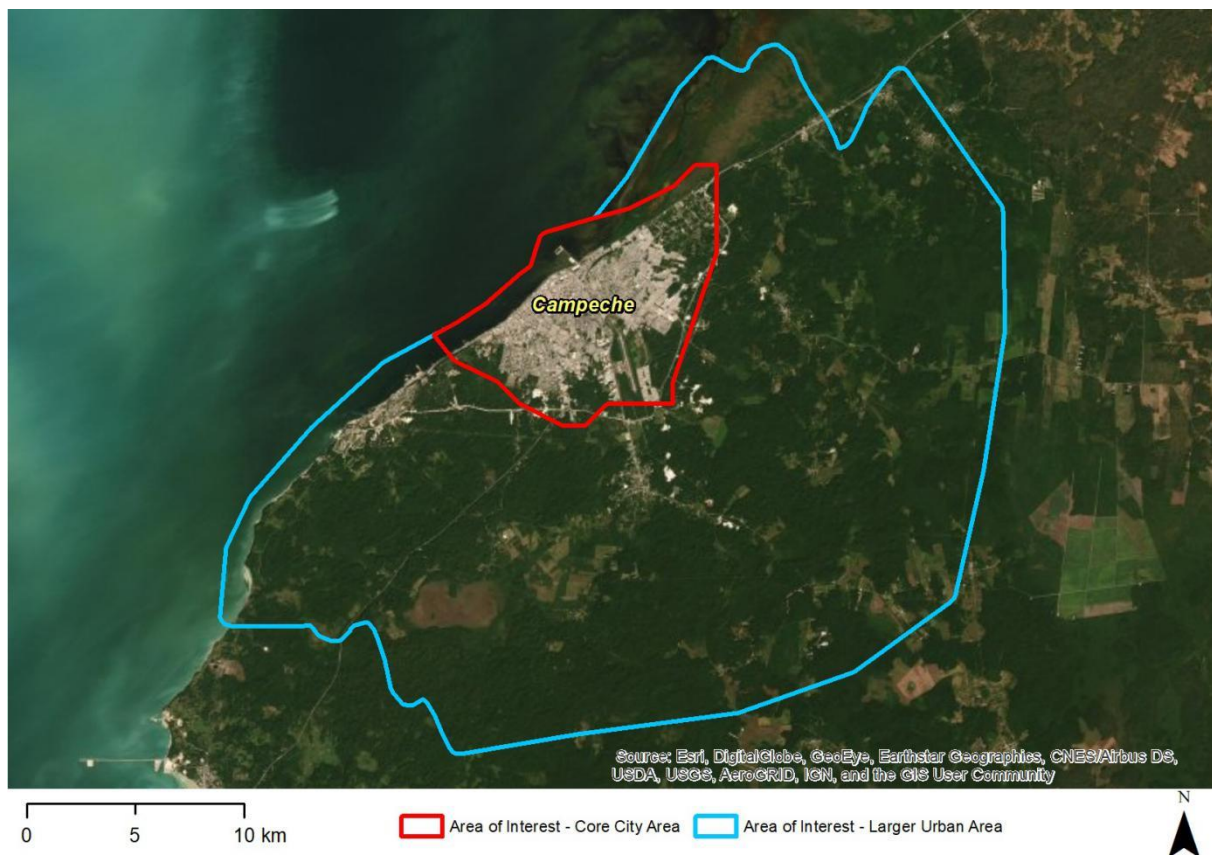 Campeche
Source: Esri, DigitalGlobe, GeoEye, Earthstar Geographics, CNES/Airbus DS,
USDA, USGS, AeroGRID, IGN, and the GIS User Community
N
0 5 10 km
Area of Interest - Core City Area
Area of Interest - Larger Urban Area